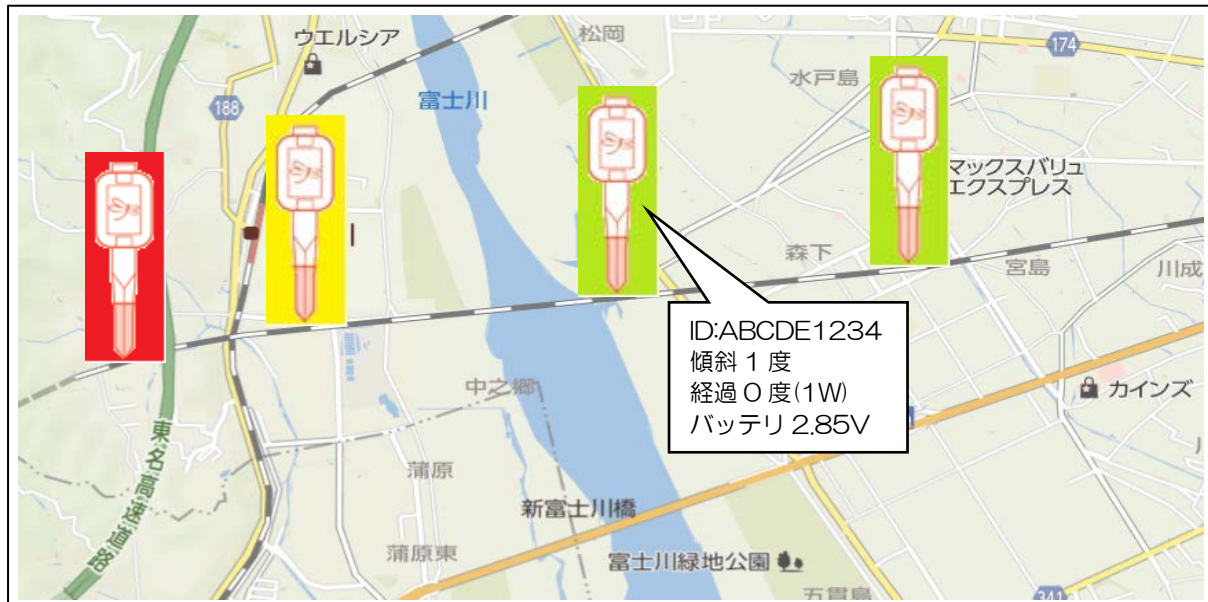 ウエルシア
松岡
174
水戸島
188
富士川
マックスバリュ
エクスプレス
森下
宮島
川成
ID:ABCDE1234
傾斜 1 度
経過 0 度(1W)
バッテリ 2.85V
中之郷
カインズ
東名高速道路
蒲原
新富士川橋
蒲原東
富士川緑地公園
五貫島
341